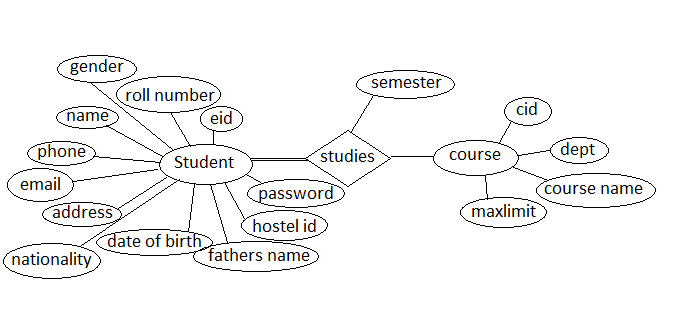 gender
roll number
semester
name
eid
cid
phone
Student
studies
course
dept
email
password
course name
address
hostel id
maxlimit
nationality
date of birth
fathers name